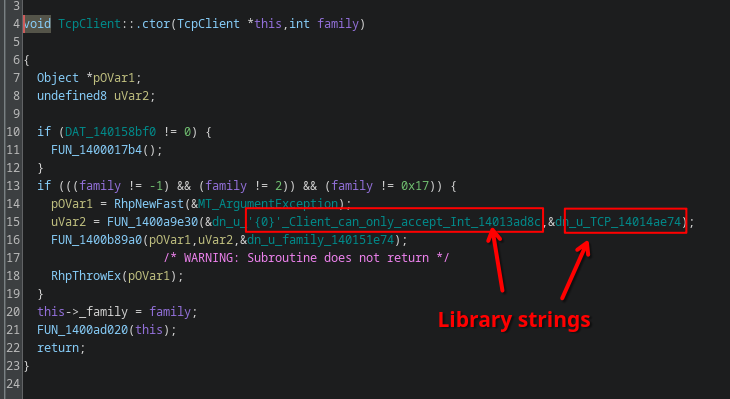 3
4 void TcpClient::.ctor(TcpClient *this,int family)
5
6 {
7 Object *pOVar1;
8 undefined8 uVar2;
9
10 if (DAT_140158bf0 != 0) {
11 FUN_1400017b4();
12 }
13 if (((family != -1) && (family != 2)) && (family != 0x17)) {
14 pOVar1 = RhpNewFast(&MT_ArgumentException);
15 uVar2 = FUN_1400a9e30(&dn_u_'{0}'_Client_can_only_accept_Int_14013ad8c,&dn_u_TCP_14014ae74);
16 FUN_1400b89a0(pOVar1,uVar2,&dn_u_family_140151e74);
17 /* WARNING: Subroutine does not return */
18 RhpThrowEx(pOVar1);
19 }
20 this->_family = family;
21 FUN_1400ad020(this);
22 return;
23 }
24
Library strings